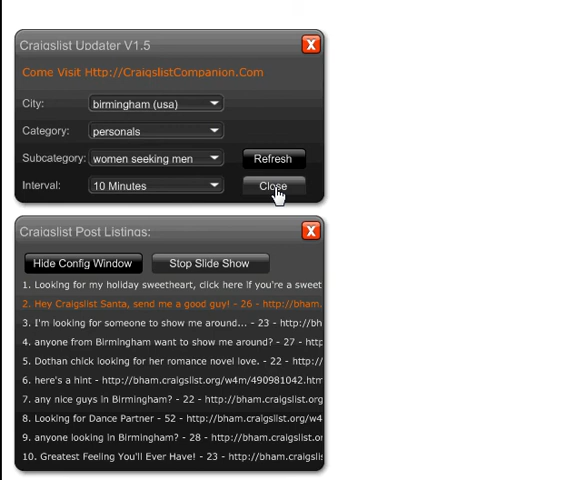 Craigslist Updater V1.5
X
Come Visit Http://CraigslistCompanion.Com
City: birmingham (usa)
Category: personals
Subcategory: women seeking men Refresh
Interval: 10 Minutes Close
Craigslist Post Listings:
X
Hide Config Window Stop Slide Show
1. Looking for my holiday sweetheart, click here if you're a sweet
2. Hey Craigslist Santa, send me a good guy! - 26 - http://bham.
3. I'm looking for someone to show me around... - 23 - http://bh
4. anyone from Birmingham want to show me around? - 27 - http
5. Dothan chick looking for her romance novel love. - 22 - http://
6. here's a hint - http://bham.craigslist.org/w4m/490981042.htm
7. any nice guys in Birmingham? - 22 - http://bham.craigslist.or
8. Looking for Dance Partner - 52 - http://bham.craigslist.org/w4
9. anyone looking in Birmingham? - 28 - http://bham.craigslist.or
10. Greatest Feeling You'll Ever Have! - 23 - http://bham.craigslis